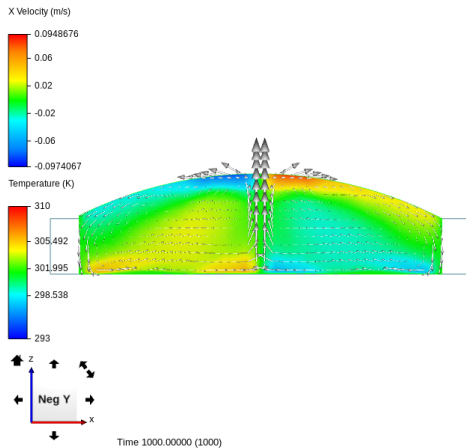 X Velocity (m/s)
0.0948676
0.06
0.02
-0.02
-0.06
-0.0974067
Temperature (K)
310
305.492
301.995
298.538
293
z
Neg Y
x
Time 1000.00000 (1000)